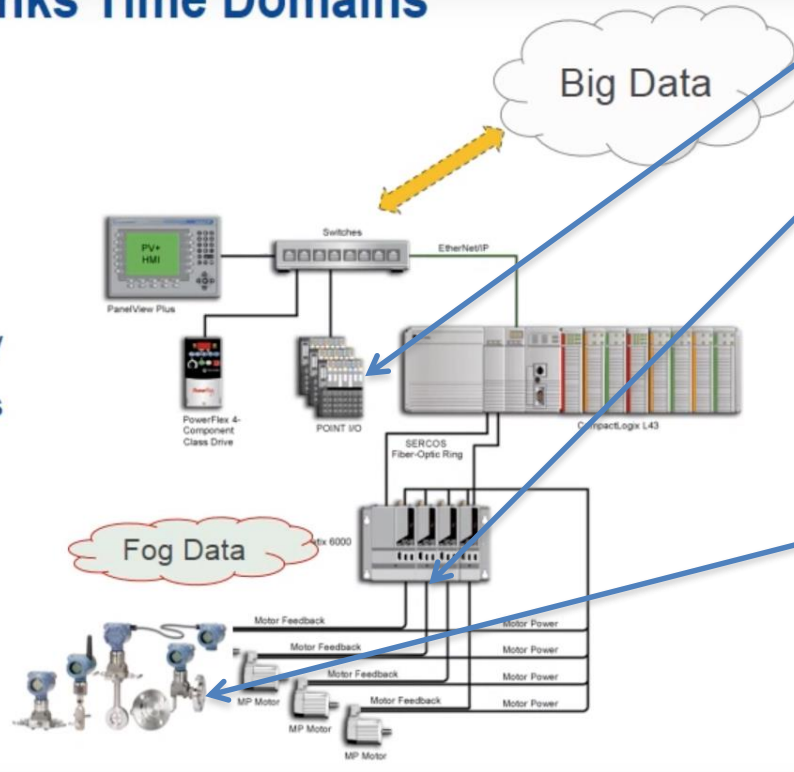 Time Domains
Big Data
Switches
EtherNet/IP
PV+
HMI
PanelView Plus
PowerFlex 4-
Component
Class Drive
POINT I/O
CompactLogix L43
SERCOS
Fiber-Optic Ring
Fog Data
6000
Motor Feedback
Motor Power
Motor Feedback
Motor Power
Motor Feedback
Motor Power
Motor Feedback
Motor Power
MP Motor
MP Motor
MP Motor